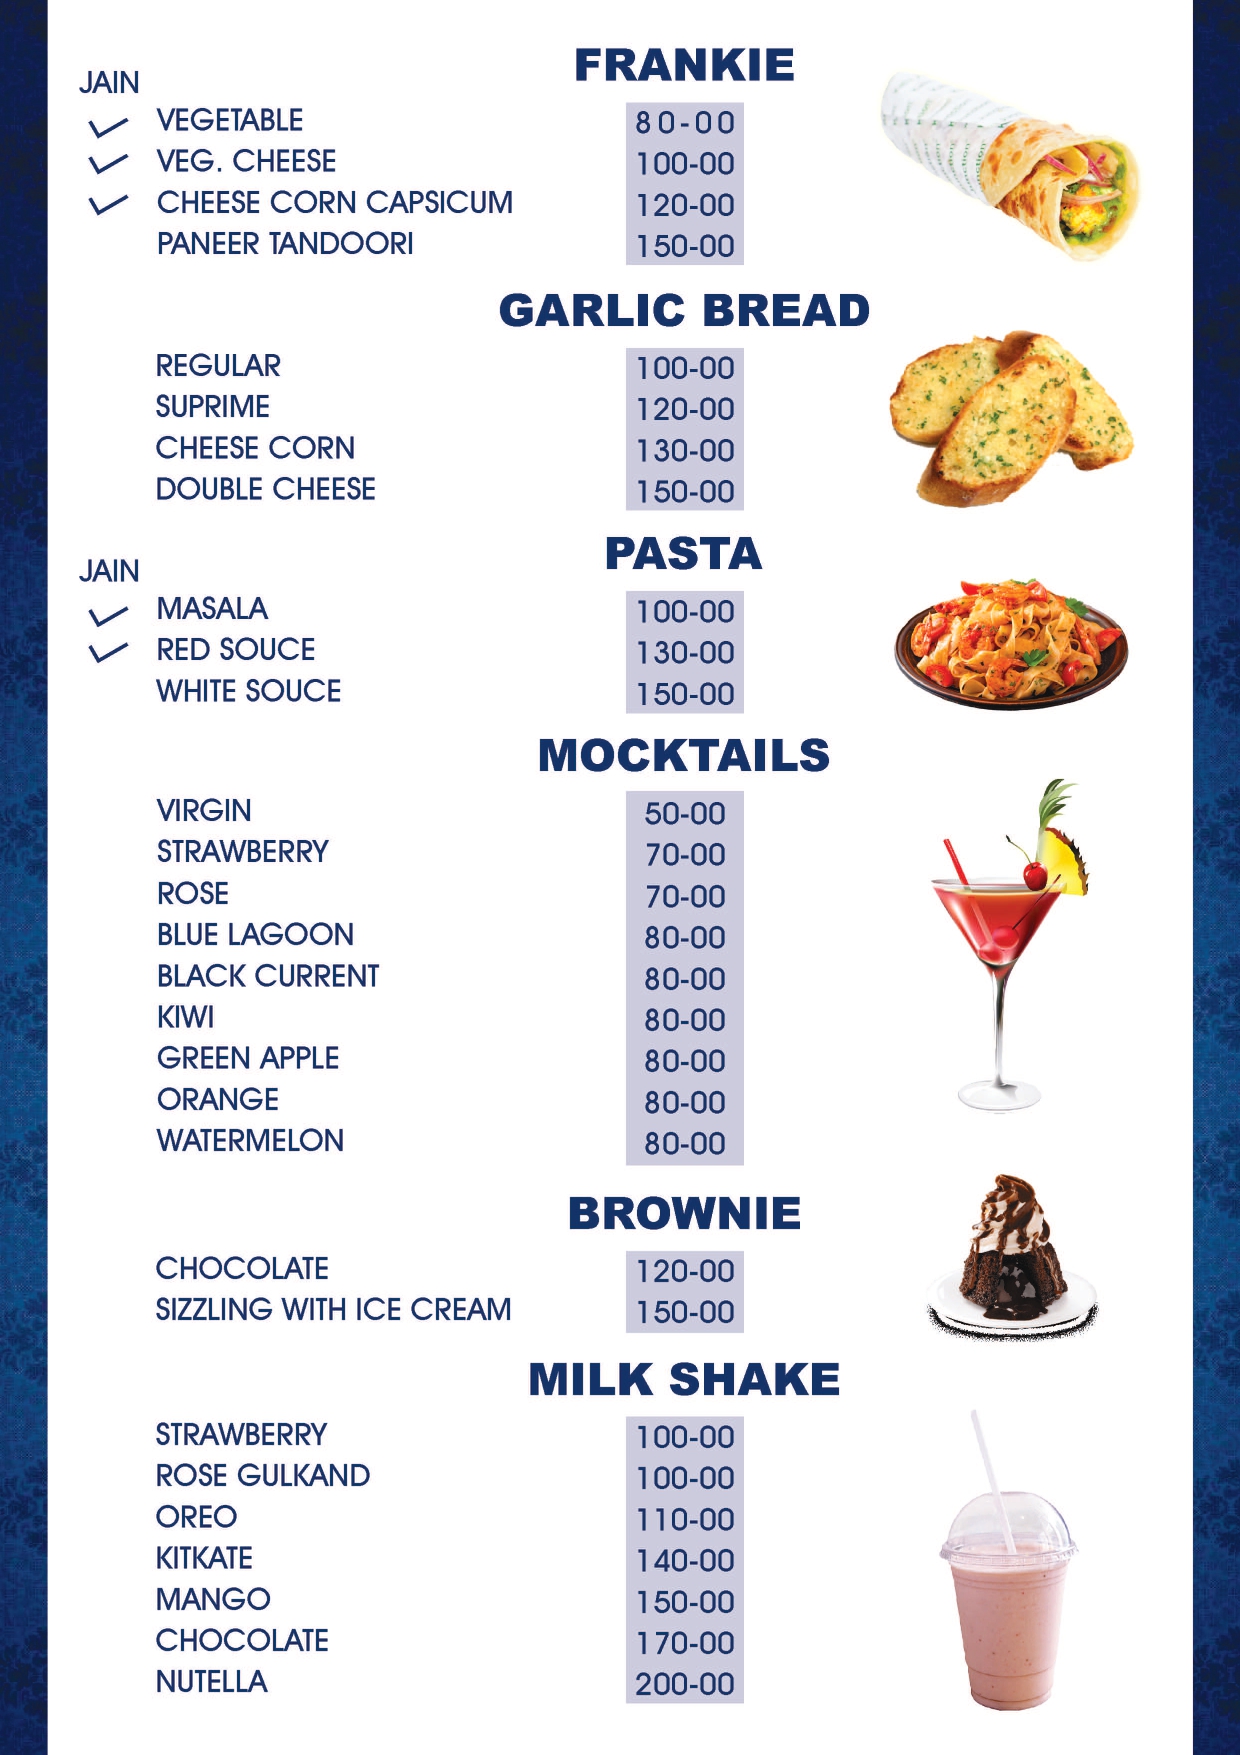 FRANKIE
JAIN
VEGETABLE 80-00
VEG. CHEESE 100-00
CHEESE CORN CAPSICUM 120-00
PANEER TANDOORI 150-00
GARLIC BREAD
REGULAR 100-00
SUPRIME 120-00
CHEESE CORN 130-00
DOUBLE CHEESE 150-00
PASTA
JAIN
MASALA 100-00
RED SOUCE 130-00
WHITE SOUCE 150-00
MOCKTAILS
VIRGIN 50-00
STRAWBERRY 70-00
ROSE 70-00
BLUE LAGOON 80-00
BLACK CURRENT 80-00
KIWI 80-00
GREEN APPLE 80-00
ORANGE 80-00
WATERMELON 80-00
BROWNIE
CHOCOLATE 120-00
SIZZLING WITH ICE CREAM 150-00
MILK SHAKE
STRAWBERRY 100-00
ROSE GULKAND 100-00
OREO 110-00
KITKATE 140-00
MANGO 150-00
CHOCOLATE 170-00
NUTELLA 200-00